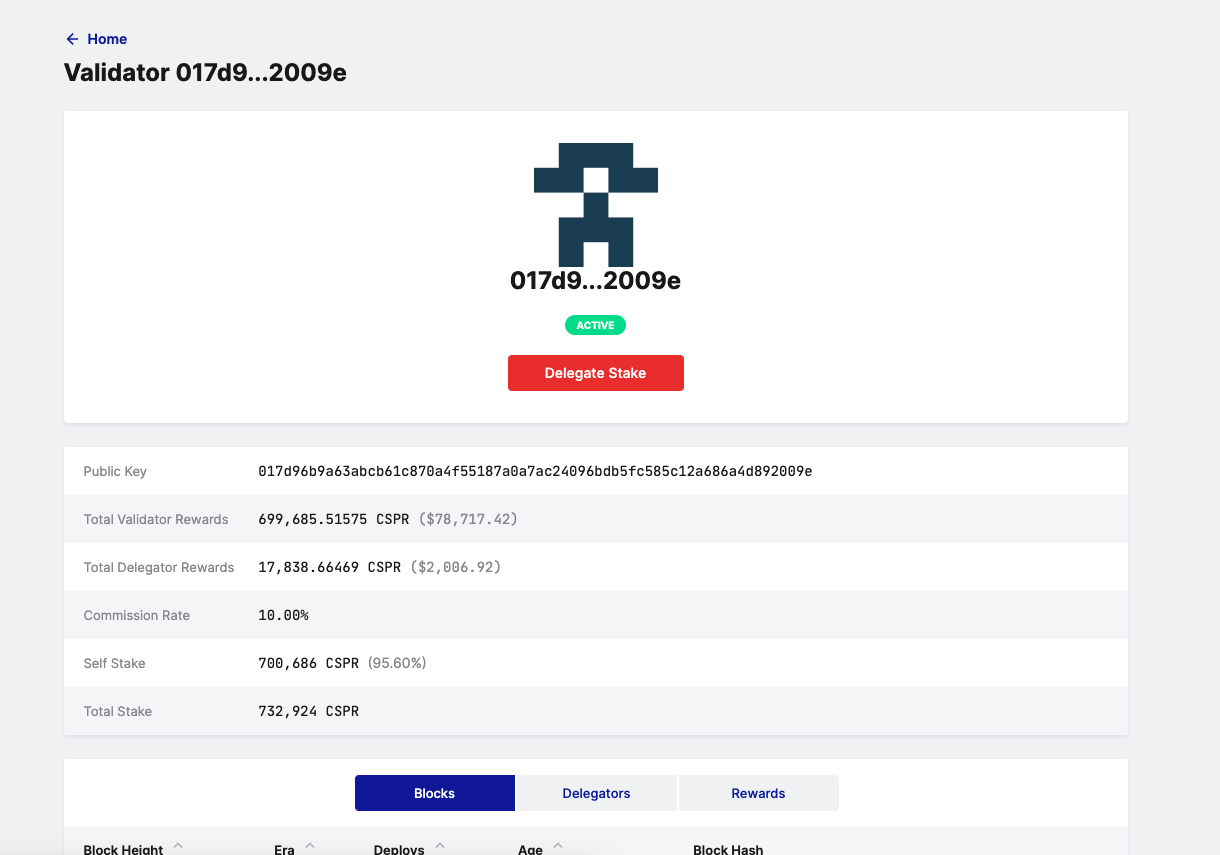 Home
Validator 017d9...2009e
017d9...2009e
ACTIVE
Delegate Stake
Public Key 017d96b9a63abcb61c870a4f55187a0a7ac24096bdb5fc585c12a686a4d892009e
Total Validator Rewards 699,685.51575 CSPR ($78,717.42)
Total Delegator Rewards 17,838.66469 CSPR ($2,006.92)
Commission Rate 10.00%
Self Stake 700,686 CSPR (95.60%)
Total Stake 732,924 CSPR
Blocks Delegators Rewards
Block Height Era Deploys Age Block Hash